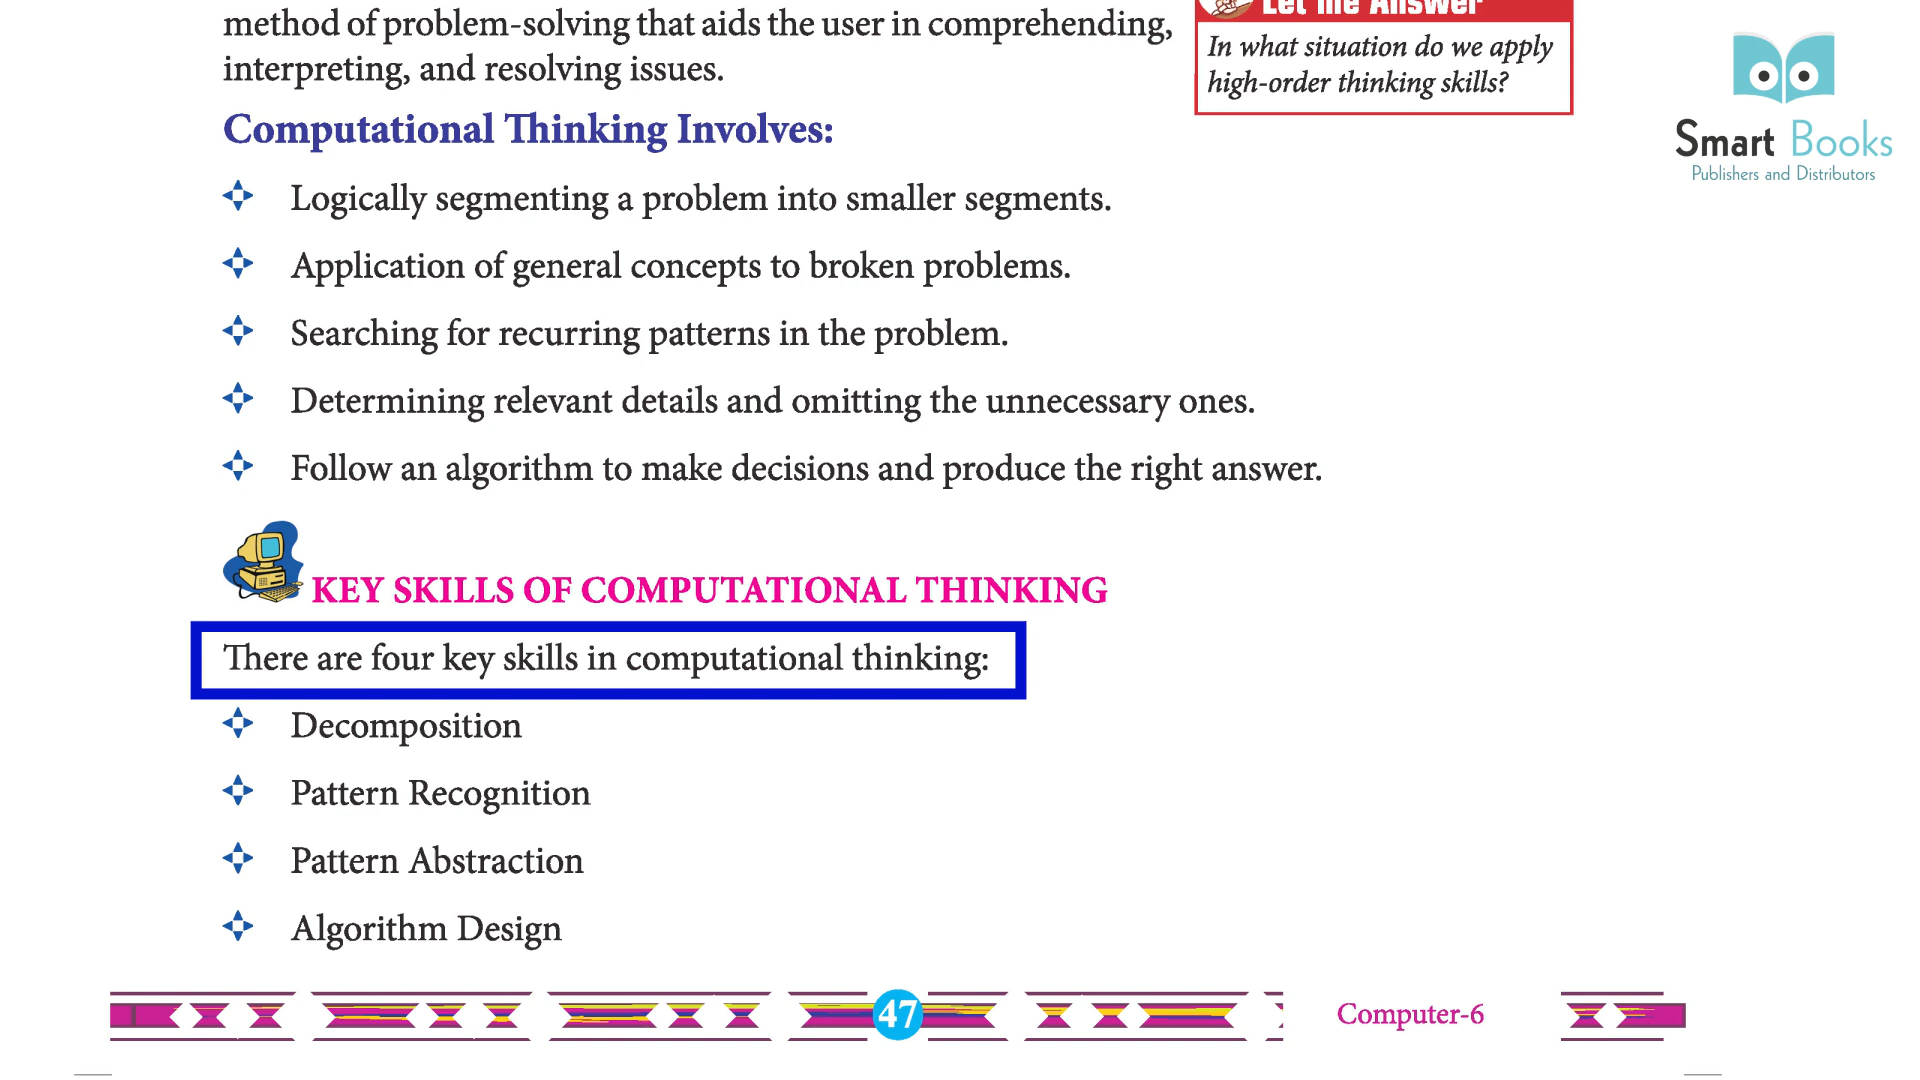 method of problem-solving that aids the user in comprehending,
interpreting, and resolving issues.
Let me Answer
In what situation do we apply
high-order thinking skills?
Smart Books
Publishers and Distributors
Computational Thinking Involves:
Logically segmenting a problem into smaller segments.
Application of general concepts to broken problems.
Searching for recurring patterns in the problem.
Determining relevant details and omitting the unnecessary ones.
Follow an algorithm to make decisions and produce the right answer.
KEY SKILLS OF COMPUTATIONAL THINKING
There are four key skills in computational thinking:
Decomposition
Pattern Recognition
Pattern Abstraction
Algorithm Design
47
Computer-6